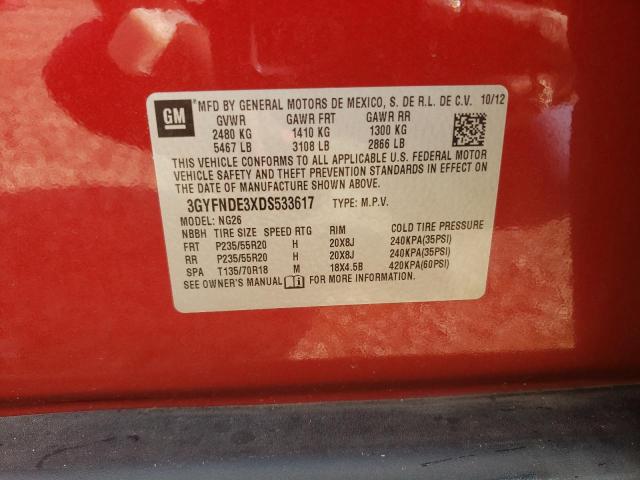 GM MFD BY GENERAL MOTORS DE MEXICO, S. DE R.L. DE C.V. 10/12
GVWR GAWR FRT GAWR RR
2480 KG 1410 KG 1300 KG
5467 LB 3108 LB 2866 LB
THIS VEHICLE CONFORMS TO ALL APPLICABLE U.S. FEDERAL MOTOR
VEHICLE SAFETY AND THEFT PREVENTION STANDARDS IN EFFECT ON
THE DATE OF MANUFACTURE SHOWN ABOVE.
3GYFNDE3XDS533617 TYPE: M.P.V.
MODEL: NG26
NBBH TIRE SIZE SPEED RTG RIM COLD TIRE PRESSURE
FRT P235/55R20 H 20X8J 240KPA(35PSI)
RR P235/55R20 H 20X8J 240KPA(35PSI)
SPA T135/70R18 M 18X4.5B 420KPA(60PSI)
SEE OWNER'S MANUAL FOR MORE INFORMATION.